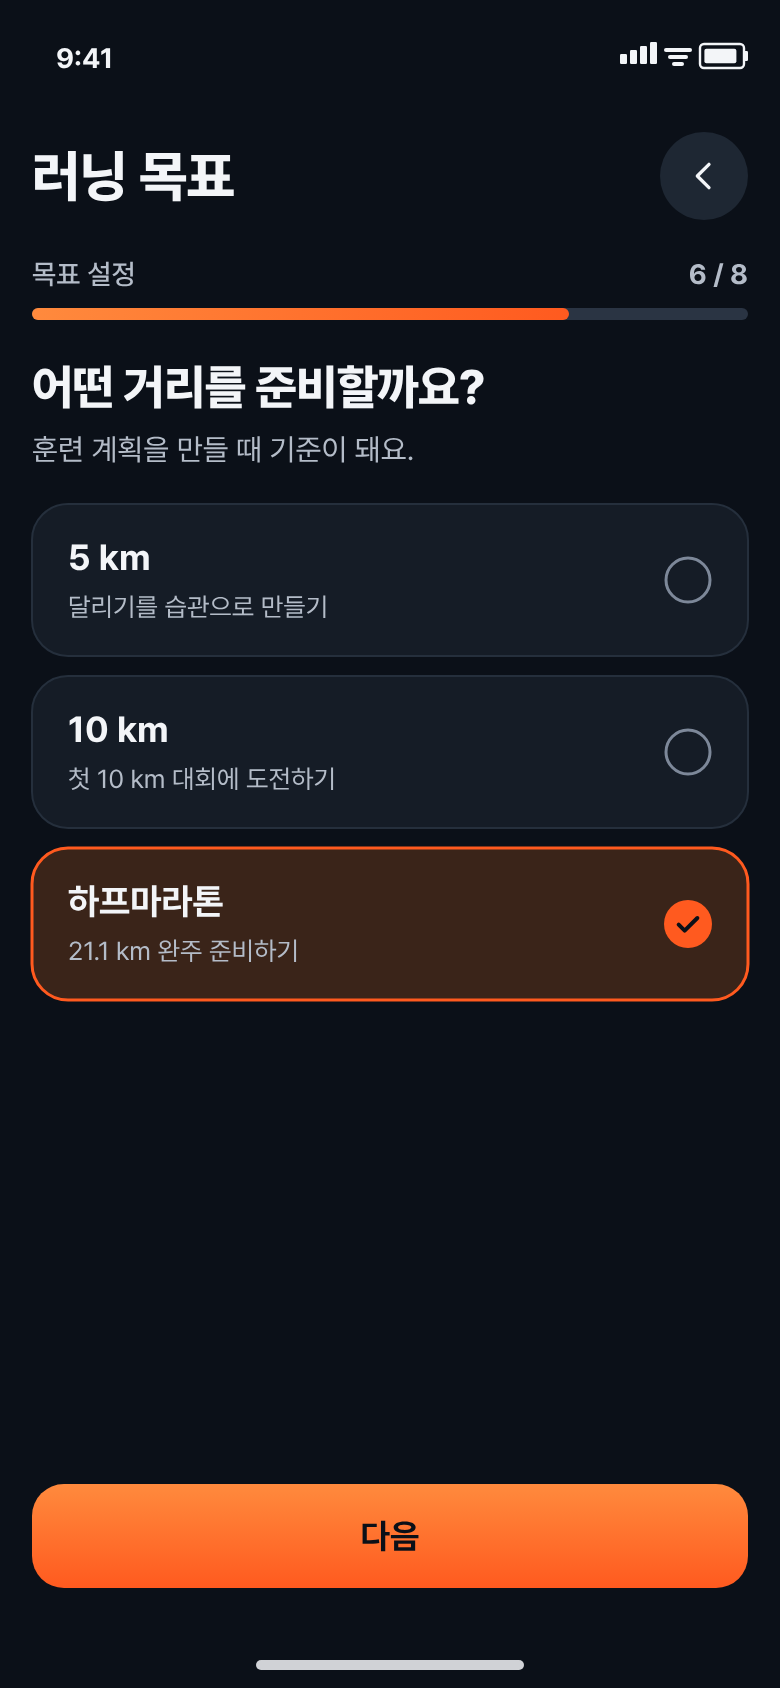 9:41
러닝 목표
목표 설정
6 / 8
어떤 거리를 준비할까요?
훈련 계획을 만들 때 기준이 돼요.
5 km
달리기를 습관으로 만들기
10 km
첫 10 km 대회에 도전하기
하프마라톤
21.1 km 완주 준비하기
다음